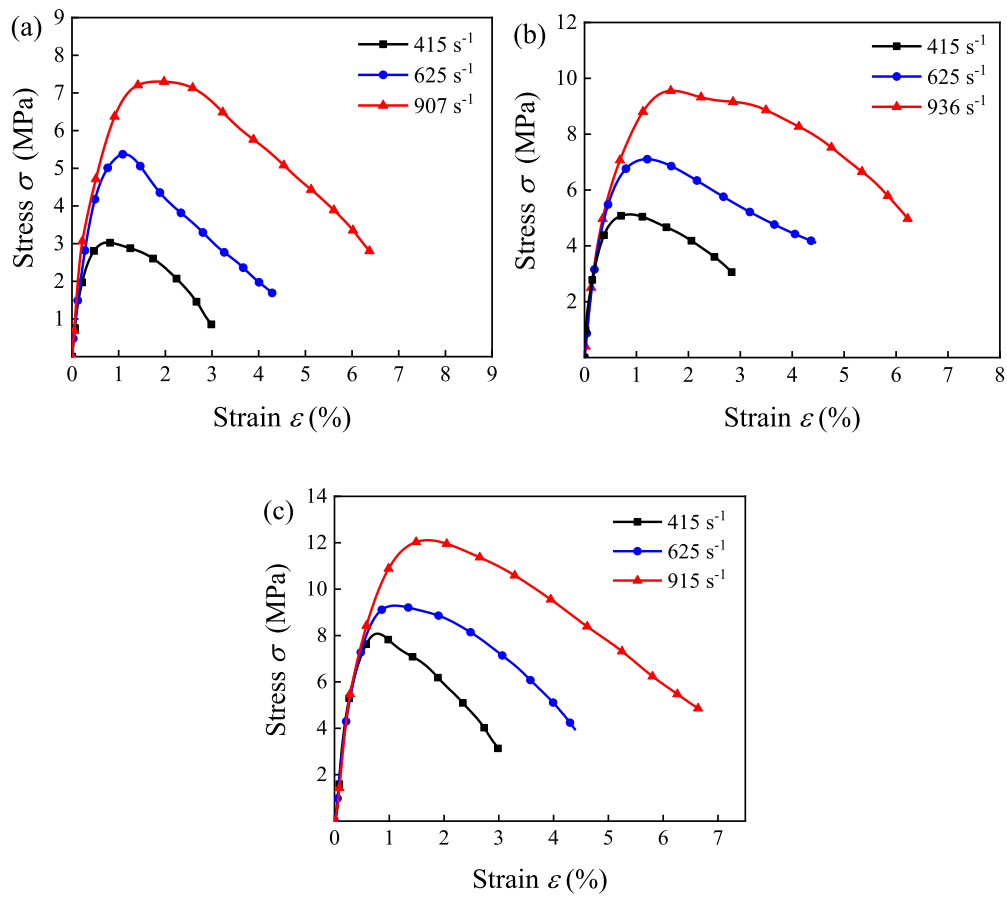 (a)
415 s⁻¹
625 s⁻¹
907 s⁻¹
9
8
7
6
5
4
3
2
1
0 1 2 3 4 5 6 7 8 9
Stress σ (MPa)
Strain ε (%)
(b)
415 s⁻¹
625 s⁻¹
936 s⁻¹
12
10
8
6
4
2
0 1 2 3 4 5 6 7 8
Stress σ (MPa)
Strain ε (%)
(c)
415 s⁻¹
625 s⁻¹
915 s⁻¹
14
12
10
8
6
4
2
0 1 2 3 4 5 6 7
Stress σ (MPa)
Strain ε (%)